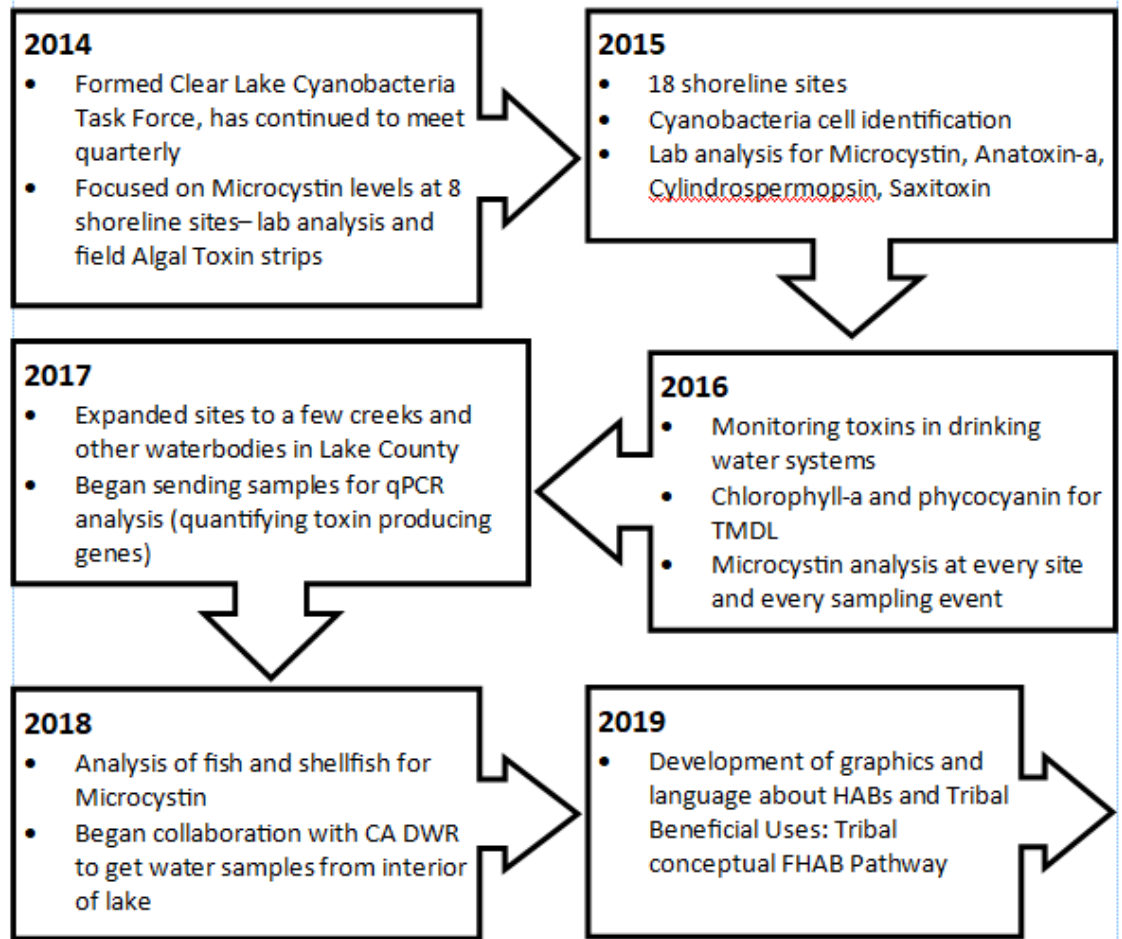 2014
• Formed Clear Lake Cyanobacteria
Task Force, has continued to meet
quarterly
• Focused on Microcystin levels at 8
shoreline sites– lab analysis and
field Algal Toxin strips
2015
• 18 shoreline sites
• Cyanobacteria cell identification
• Lab analysis for Microcystin, Anatoxin-a,
Cylindrospermopsin, Saxitoxin
2016
• Monitoring toxins in drinking
water systems
• Chlorophyll-a and phycocyanin for
TMDL
• Microcystin analysis at every site
and every sampling event
2017
• Expanded sites to a few creeks and
other waterbodies in Lake County
• Began sending samples for qPCR
analysis (quantifying toxin producing
genes)
2018
• Analysis of fish and shellfish for
Microcystin
• Began collaboration with CA DWR
to get water samples from interior
of lake
2019
• Development of graphics and
language about HABs and Tribal
Beneficial Uses: Tribal
conceptual FHAB Pathway